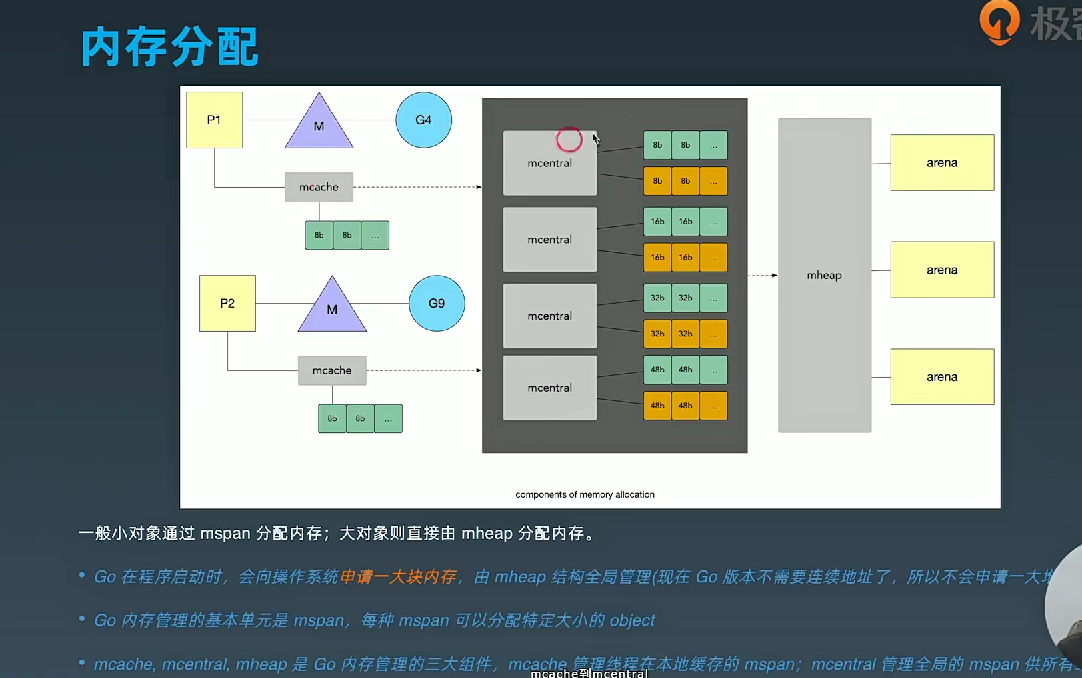 极客
内存分配
P1
M
G4
mcache
8b 8b ...
P2
M
G9
mcache
8b 8b ...
mcentral
8b 8b ...
8b 8b ...
mcentral
16b 16b ...
16b 16b ...
mcentral
32b 32b ...
32b 32b ...
mcentral
48b 48b ...
48b 48b ...
mheap
arena
arena
arena
components of memory allocation
一般小对象通过 mspan 分配内存；大对象则直接由 mheap 分配内存。
• Go 在程序启动时，会向操作系统申请一大块内存，由 mheap 结构全局管理(现在 Go 版本不需要连续地址了，所以不会申请一大
• Go 内存管理的基本单元是 mspan，每种 mspan 可以分配特定大小的 object
• mcache, mcentral, mheap 是 Go 内存管理的三大组件，mcache 管理线程在本地缓存的 mspan；mcentral 管理全局的 mspan 供所有
mcache到mcentral